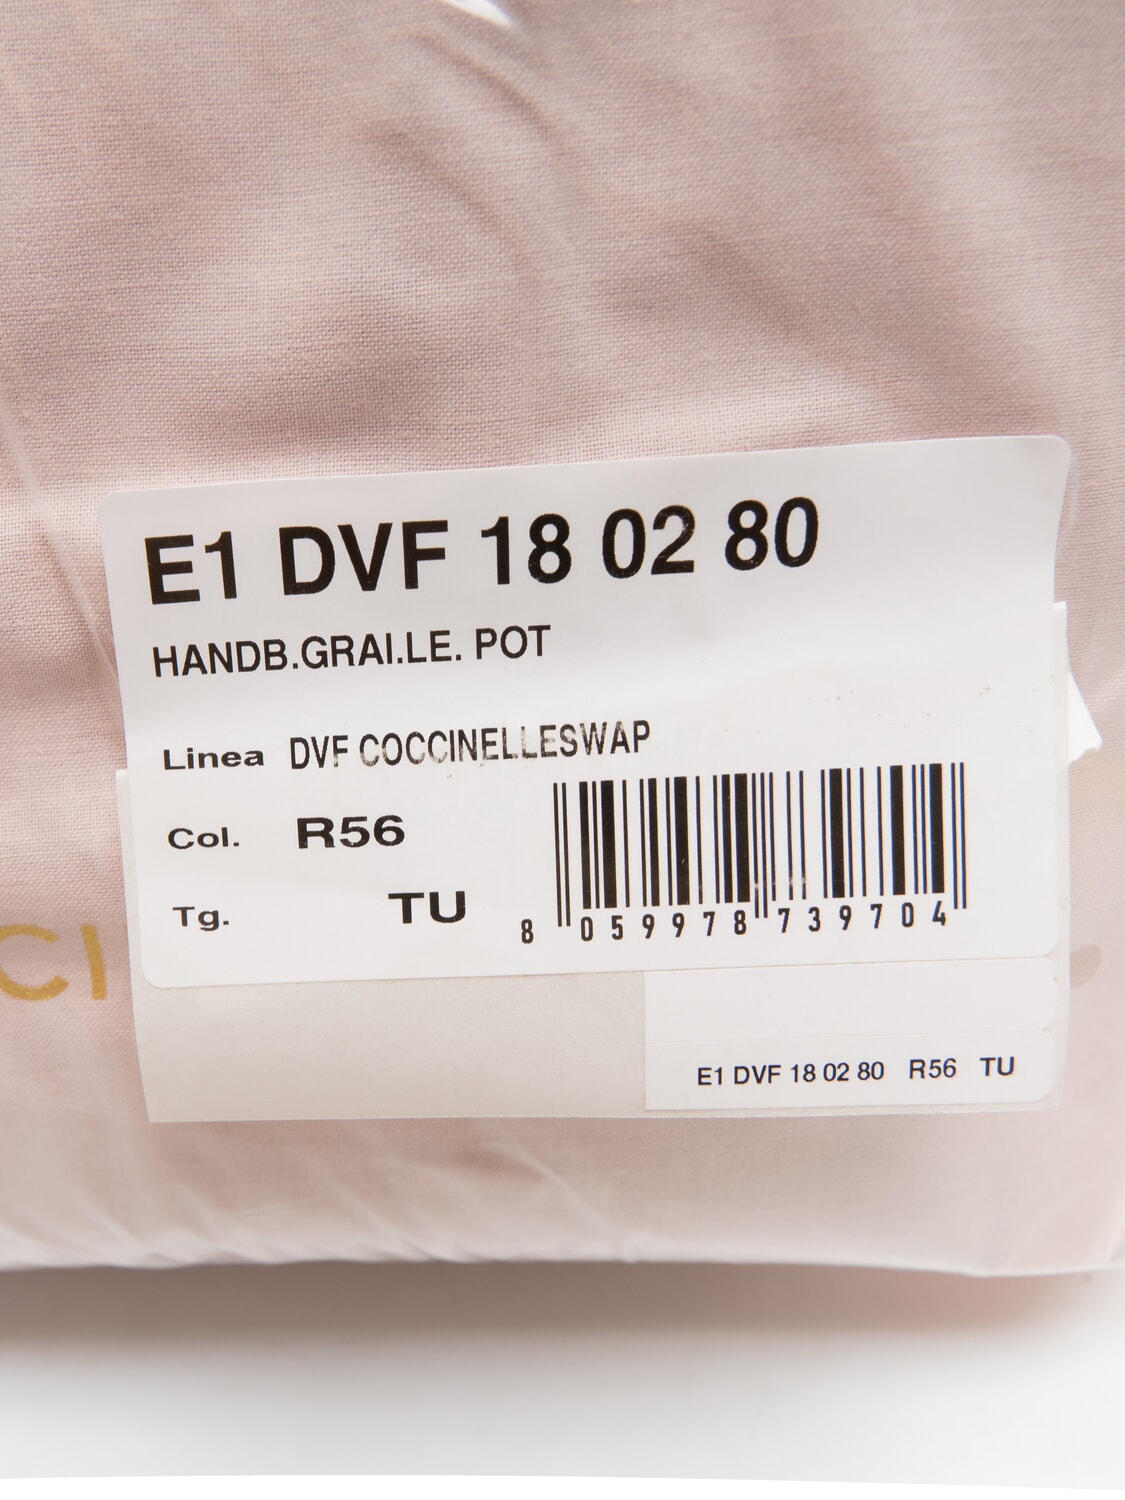 E1 DVF 18 02 80
HANDB.GRAI.LE. POT
Linea DVF COCCINELLESWAP
Col. R56
Tg. TU
8 059978 739704
CCI
E1 DVF 18 02 80 R56 TU